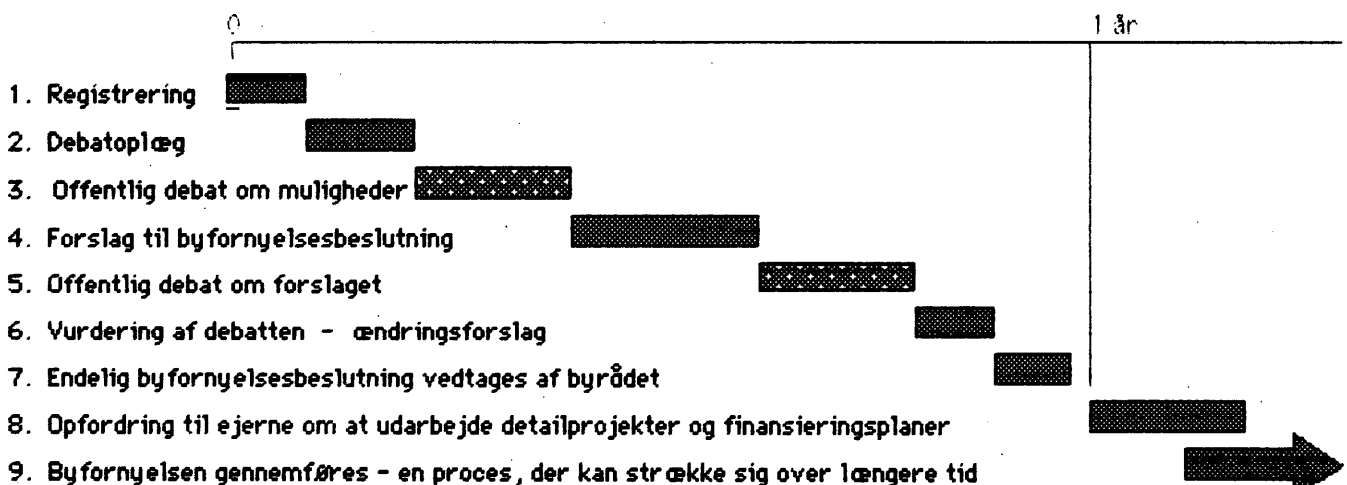 0
1 år
1. Registrering
2. Debatoplæg
3. Offentlig debat om muligheder
4. Forslag til byfornyelsesbeslutning
5. Offentlig debat om forslaget
6. Vurdering af debatten - ændringsforslag
7. Endelig byfornyelsesbeslutning vedtages af byrådet
8. Opfordring til ejerne om at udarbejde detailprojekter og finansieringsplaner
9. Byfornyelsen gennemføres - en proces, der kan strække sig over længere tid